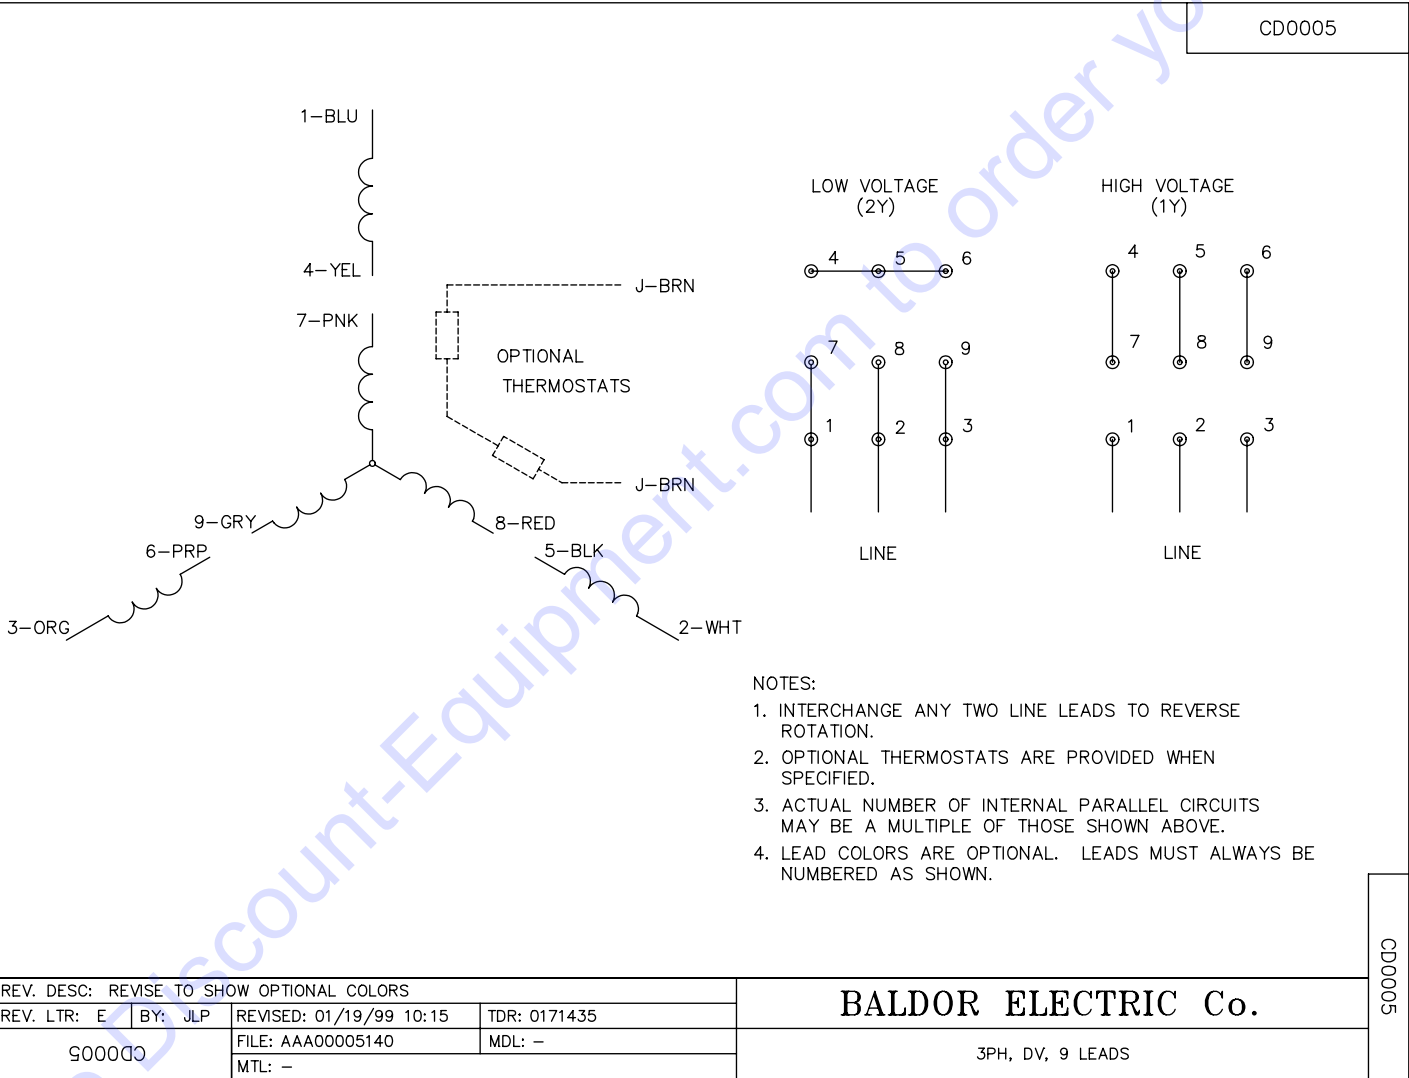 CD0005
1-BLU
4-YEL
7-PNK
J-BRN
OPTIONAL
THERMOSTATS
J-BRN
9-GRY
8-RED
6-PRP
5-BLK
3-ORG
2-WHT
LOW VOLTAGE
(2Y)
4 5 6
7 8 9
1 2 3
LINE
HIGH VOLTAGE
(1Y)
4 5 6
7 8 9
1 2 3
LINE
NOTES:
1. INTERCHANGE ANY TWO LINE LEADS TO REVERSE
ROTATION.
2. OPTIONAL THERMOSTATS ARE PROVIDED WHEN
SPECIFIED.
3. ACTUAL NUMBER OF INTERNAL PARALLEL CIRCUITS
MAY BE A MULTIPLE OF THOSE SHOWN ABOVE.
4. LEAD COLORS ARE OPTIONAL. LEADS MUST ALWAYS BE
NUMBERED AS SHOWN.
CD0005
REV. DESC: REVISE TO SHOW OPTIONAL COLORS
REV. LTR: E BY: JLP REVISED: 01/19/99 10:15 TDR: 0171435
CD0005
FILE: AAA00005140 MDL: -
MTL: -
BALDOR ELECTRIC Co.
3PH, DV, 9 LEADS
Discount-Equipment.com to order yo